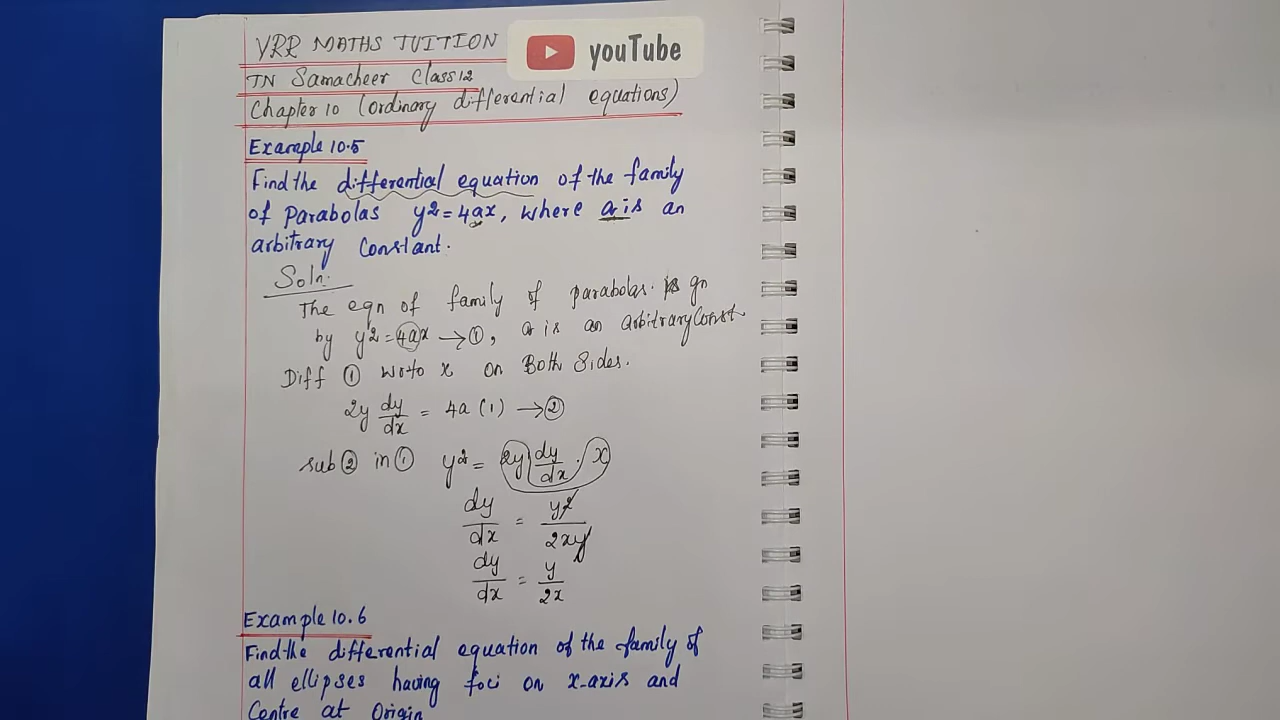 YRR MATHS TUITION
youTube
TN Samacheer Class 12
Chapter 10 (ordinary differential equations)
Example 10.5
Find the differential equation of the family
of Parabolas y² = 4ax, where a is an
arbitrary Constant.
Soln:
The eqn of family of parabolas is gn
by y² = 4ax → ①, a is an arbitrary Const
Diff ① w.r.to x on Both Sides.
2y dy/dx = 4a (1) → ②
sub ② in ① y² = 2y dy/dx · x
dy/dx = y²/2xy
dy/dx = y/2x
Example 10.6
Find the differential equation of the family of
all ellipses having foci on x-axis and
Centre at Origin